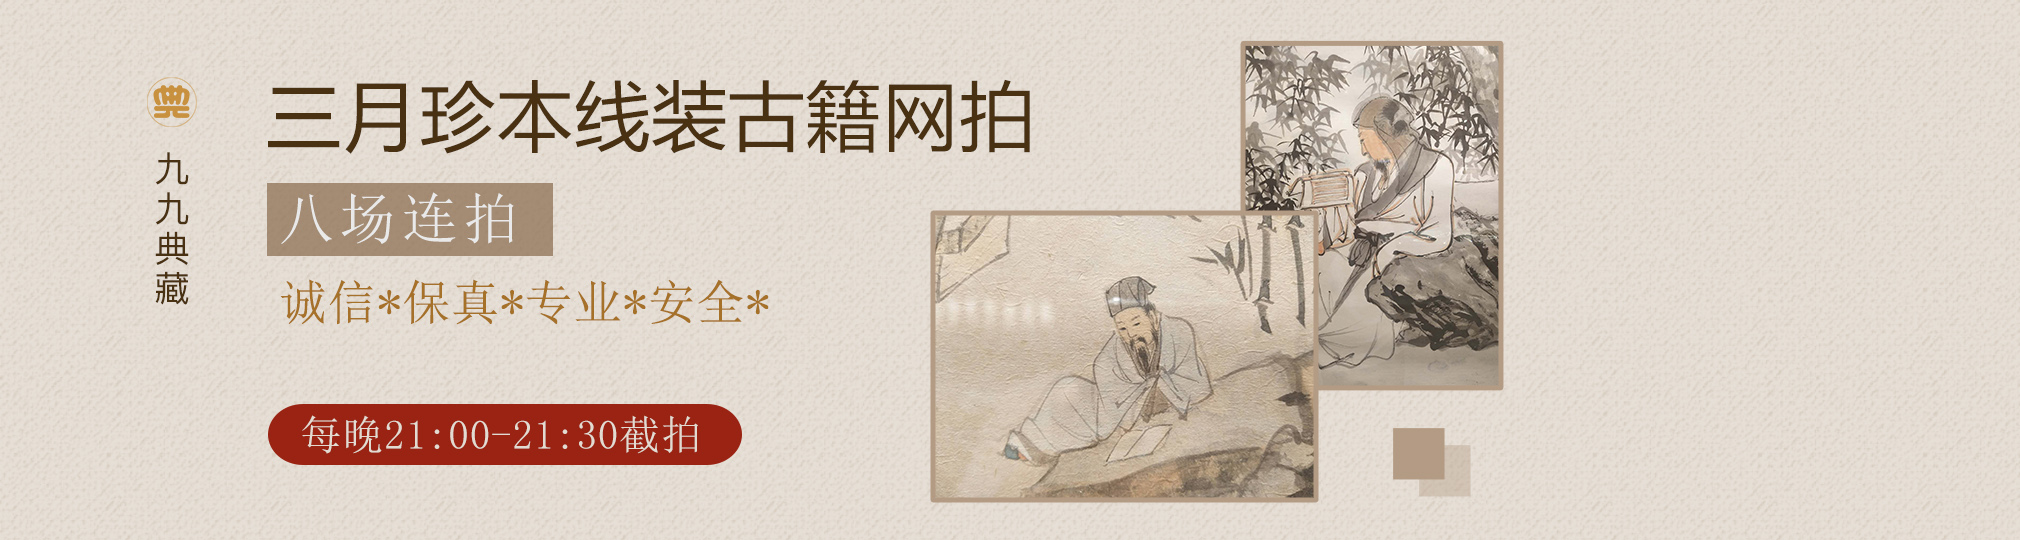 九九典藏
三月珍本线装古籍网拍
八场连拍
诚信*保真*专业*安全*
每晚21:00-21:30截拍